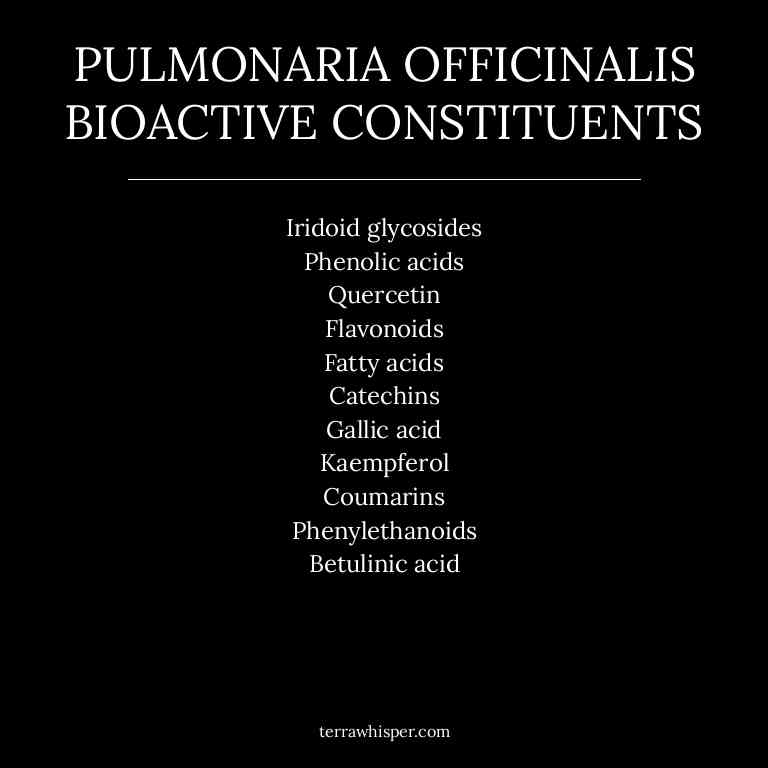 PULMONARIA OFFICINALIS
BIOACTIVE CONSTITUENTS
Iridoid glycosides
Phenolic acids
Quercetin
Flavonoids
Fatty acids
Catechins
Gallic acid
Kaempferol
Coumarins
Phenylethanoids
Betulinic acid
terrawhisper.com